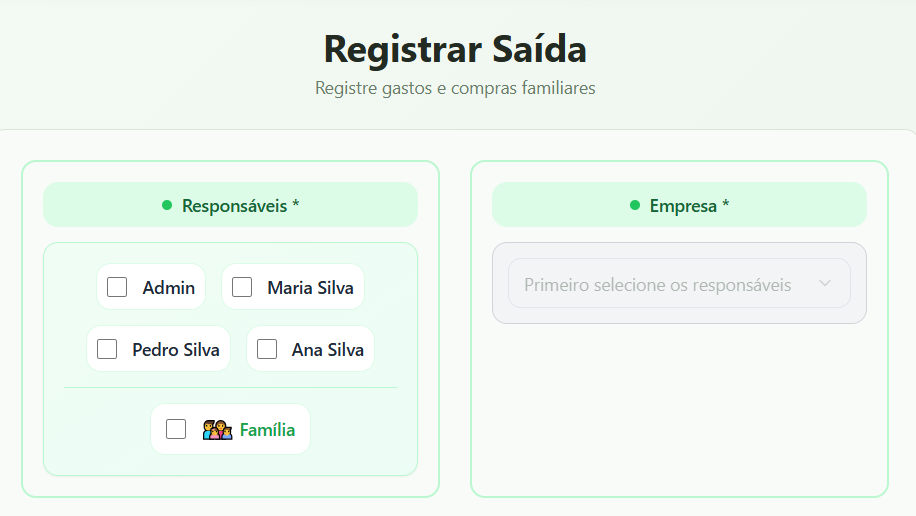 Registrar Saída
Registre gastos e compras familiares
Responsáveis *
Admin
Maria Silva
Pedro Silva
Ana Silva
Família
Empresa *
Primeiro selecione os responsáveis